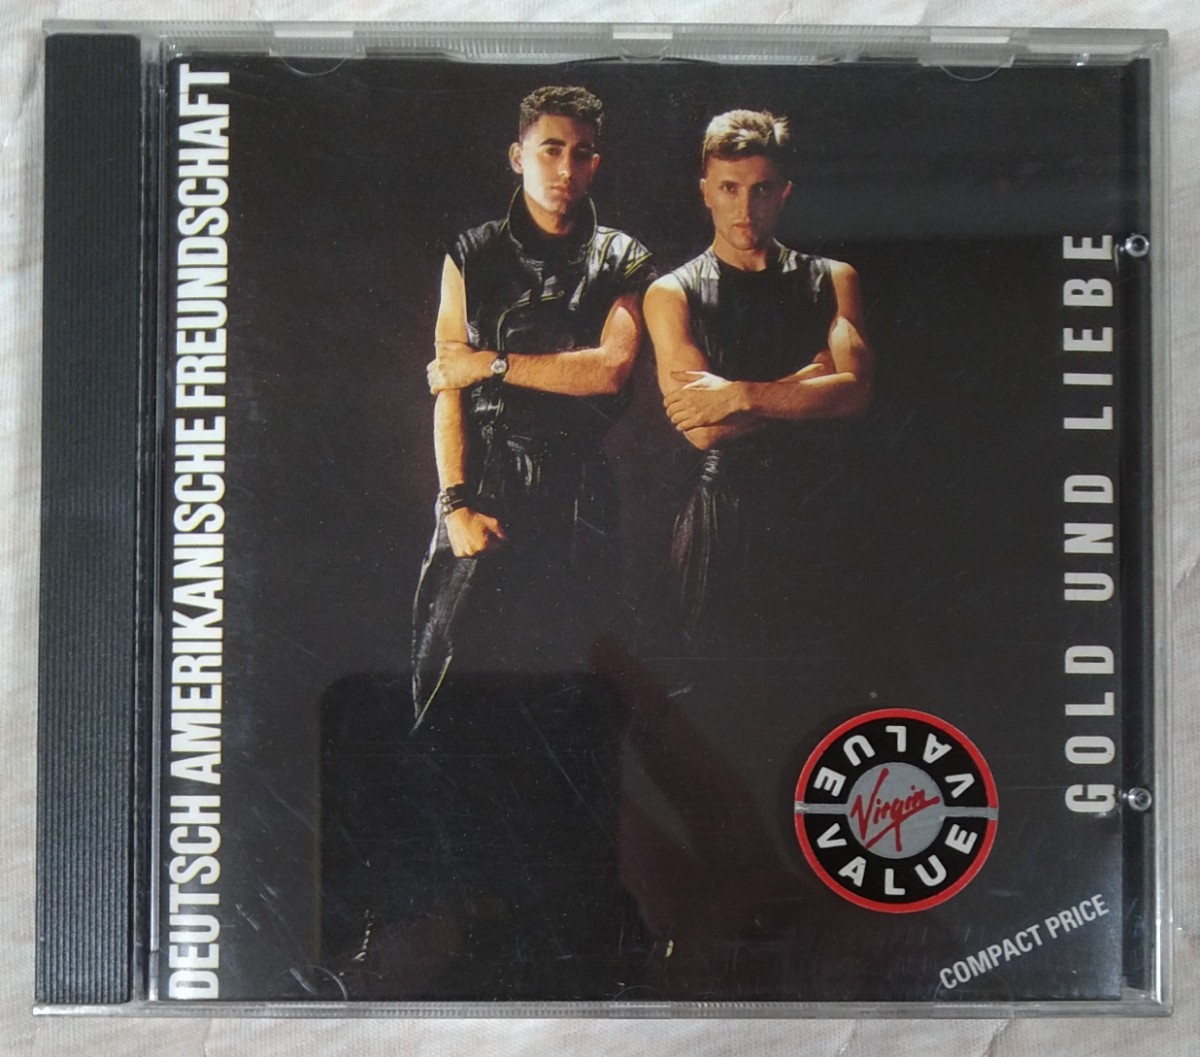 DEUTSCH AMERIKANISCHE FREUNDSCHAFT
GOLD UND LIEBE
VALUE
Virgin
VALUE
COMPACT PRICE